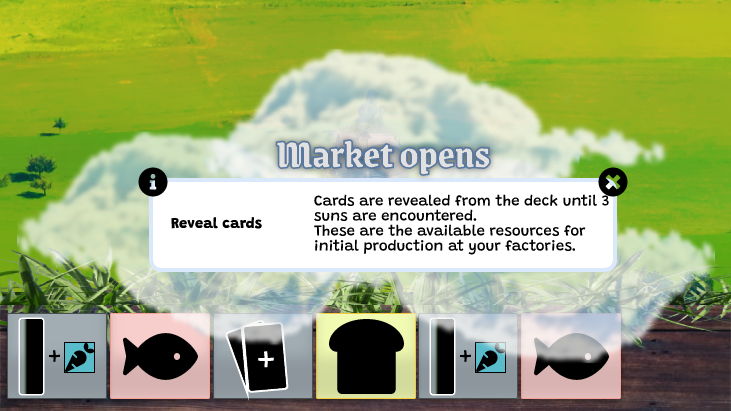 Market opens
Reveal cards
Cards are revealed from the deck until 3
suns are encountered.
These are the available resources for
initial production at your factories.